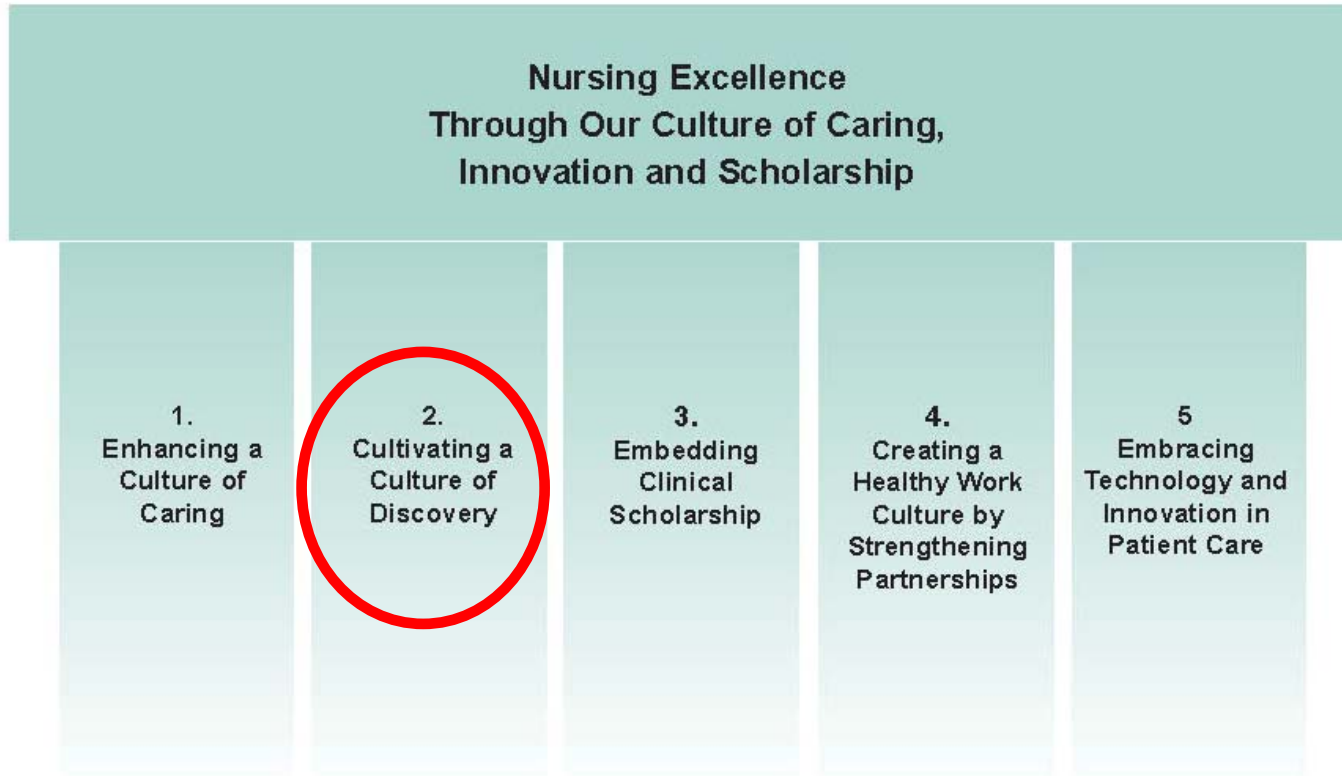 Nursing Excellence
Through Our Culture of Caring,
Innovation and Scholarship
1.
Enhancing a
Culture of
Caring
2.
Cultivating a
Culture of
Discovery
3.
Embedding
Clinical
Scholarship
4.
Creating a
Healthy Work
Culture by
Strengthening
Partnerships
5
Embracing
Technology and
Innovation in
Patient Care